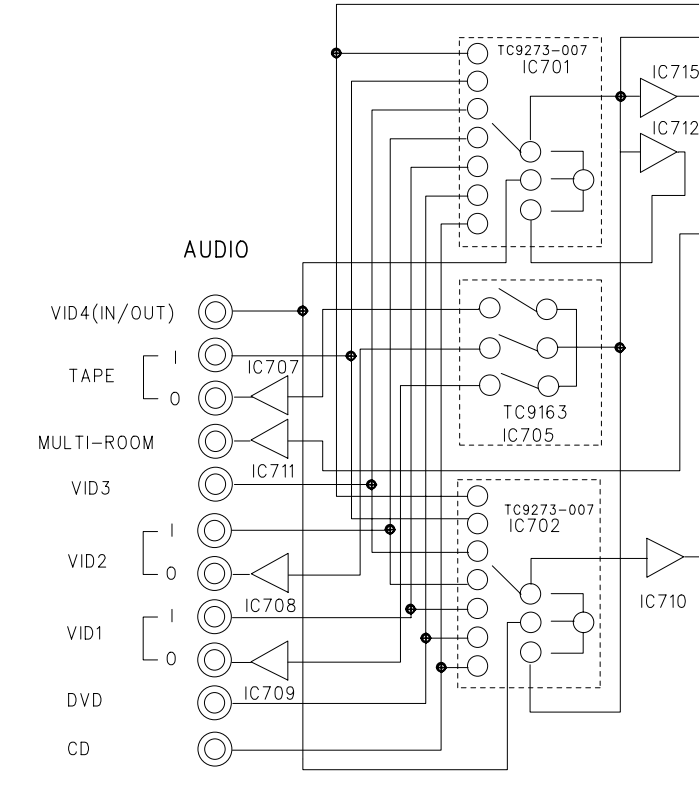 TC9273-007
IC701
IC715
IC712
AUDIO
VID4(IN/OUT)
TAPE
I
O
IC707
MULTI-ROOM
IC711
TC9163
IC705
VID3
TC9273-007
IC702
VID2
I
O
IC708
IC710
VID1
I
O
IC709
DVD
CD